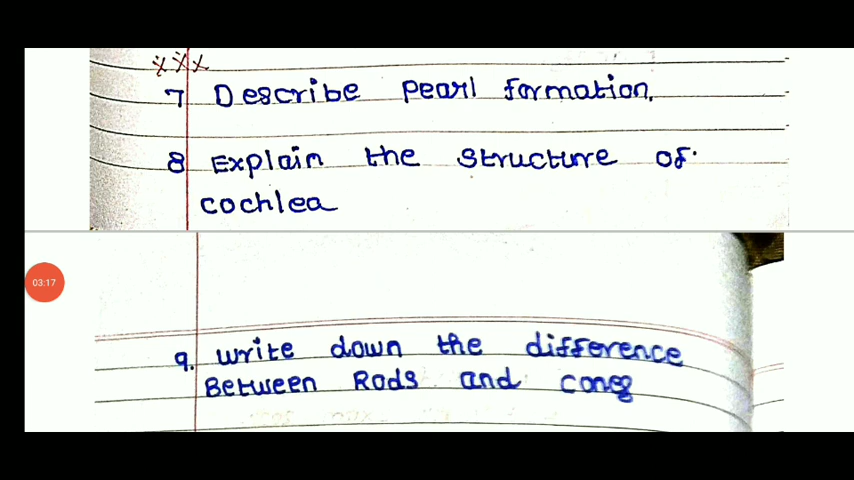 XXX
7 Describe pearl formation.
8 Explain the structure of.
cochlea
03:17
9. write down the difference
Between Rods and cones